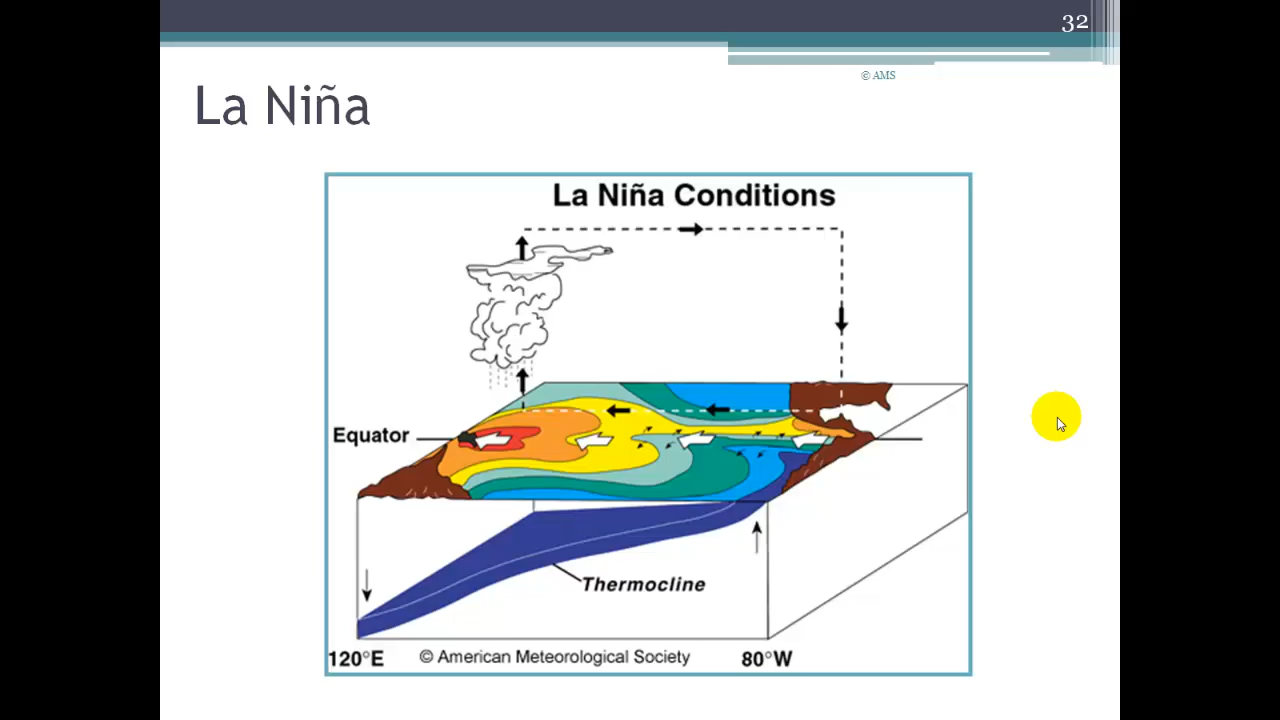 32
© AMS
La Niña
La Niña Conditions
Equator
Thermocline
120°E
© American Meteorological Society
80°W